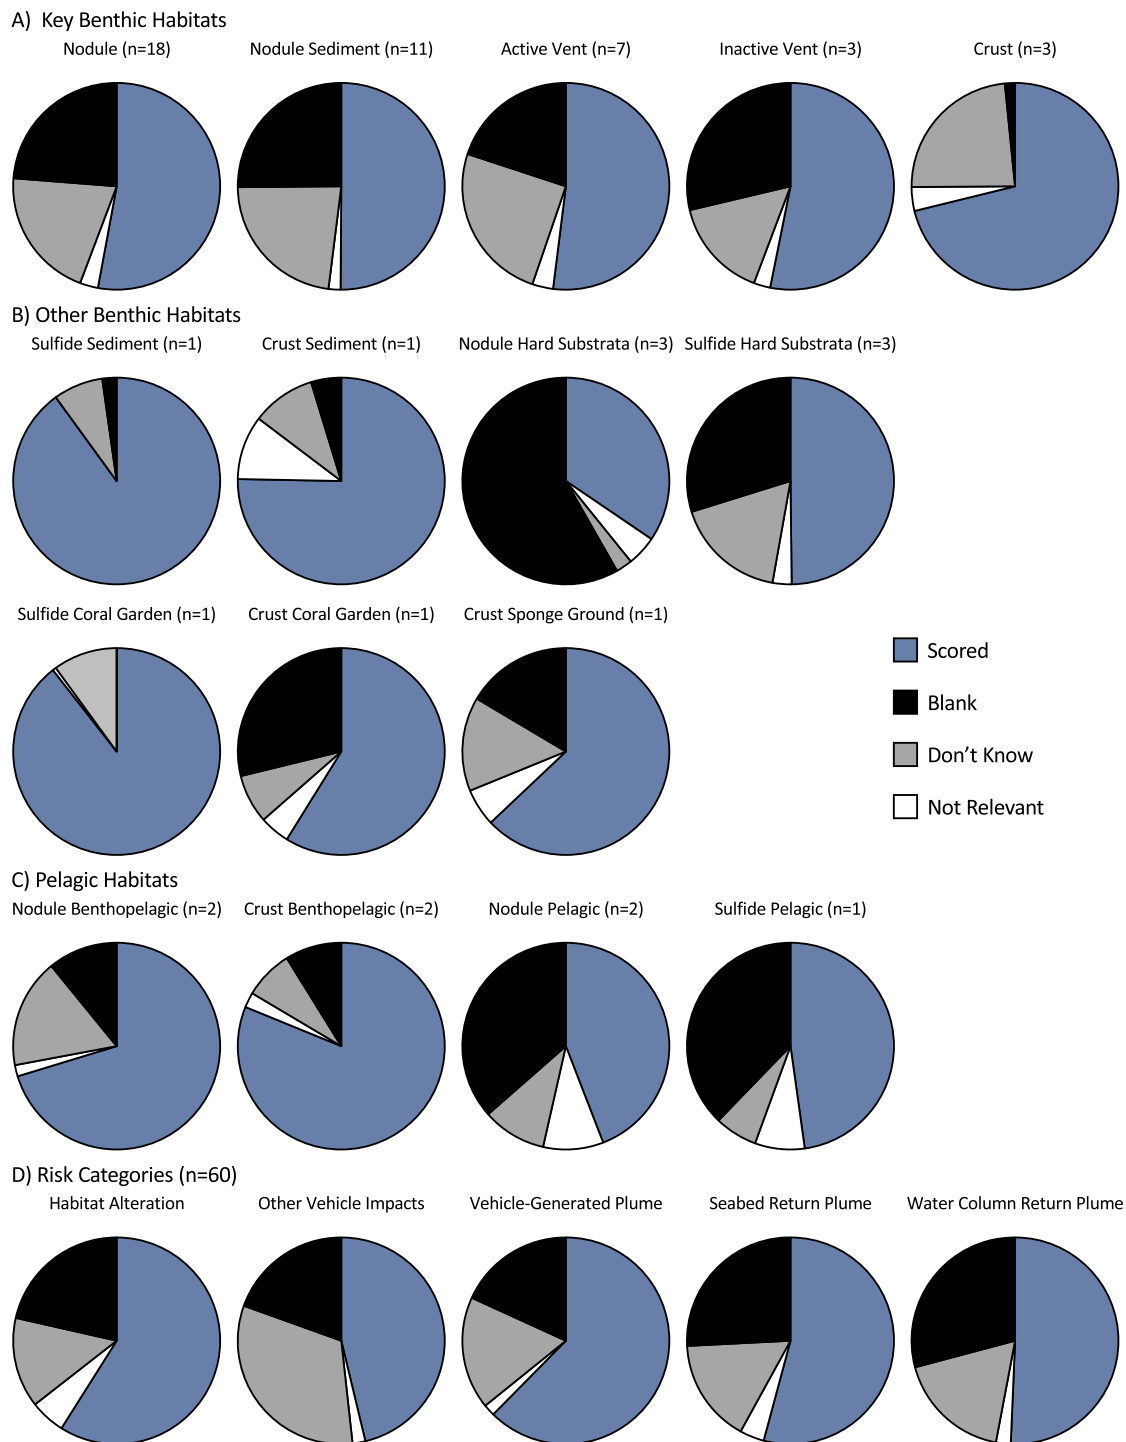 A) Key Benthic Habitats
Nodule (n=18)
Nodule Sediment (n=11)
Active Vent (n=7)
Inactive Vent (n=3)
Crust (n=3)
B) Other Benthic Habitats
Sulfide Sediment (n=1)
Crust Sediment (n=1)
Nodule Hard Substrata (n=3)
Sulfide Hard Substrata (n=3)
Sulfide Coral Garden (n=1)
Crust Coral Garden (n=1)
Crust Sponge Ground (n=1)
Scored
Blank
Don’t Know
Not Relevant
C) Pelagic Habitats
Nodule Benthopelagic (n=2)
Crust Benthopelagic (n=2)
Nodule Pelagic (n=2)
Sulfide Pelagic (n=1)
D) Risk Categories (n=60)
Habitat Alteration
Other Vehicle Impacts
Vehicle-Generated Plume
Seabed Return Plume
Water Column Return Plume